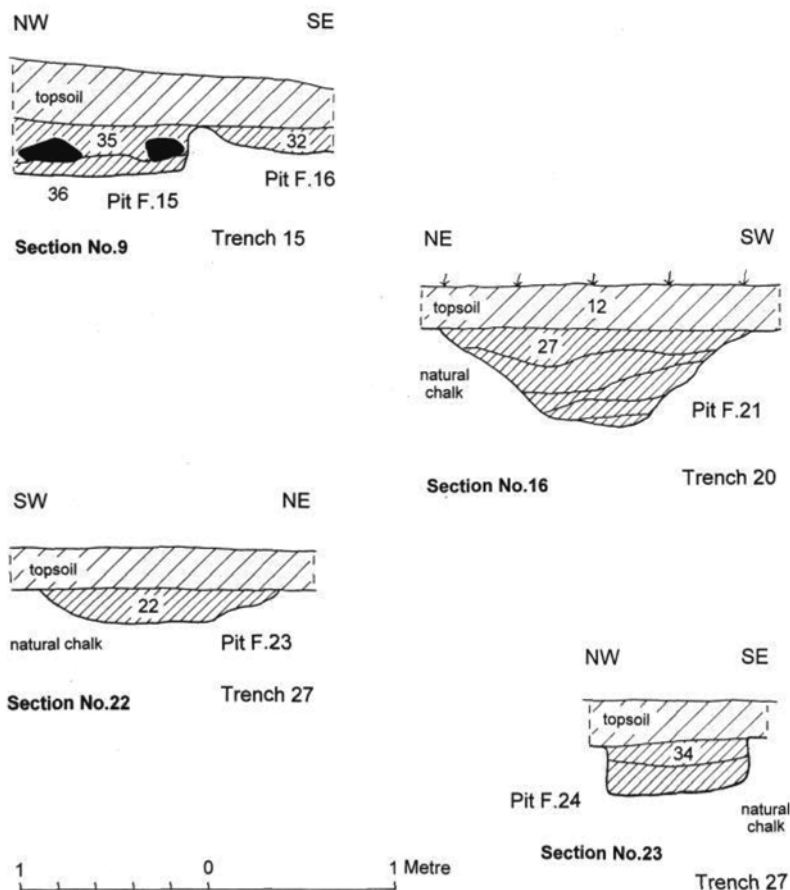 NW SE
topsoil
35 32
36 Pit F.15 Pit F.16
Section No.9 Trench 15
NE SW
topsoil 12
27
natural
chalk
Pit F.21
Section No.16 Trench 20
SW NE
topsoil
22
natural chalk Pit F.23
Section No.22 Trench 27
NW SE
topsoil
34
Pit F.24
natural
chalk
Section No.23
Trench 27
1 0 1 Metre